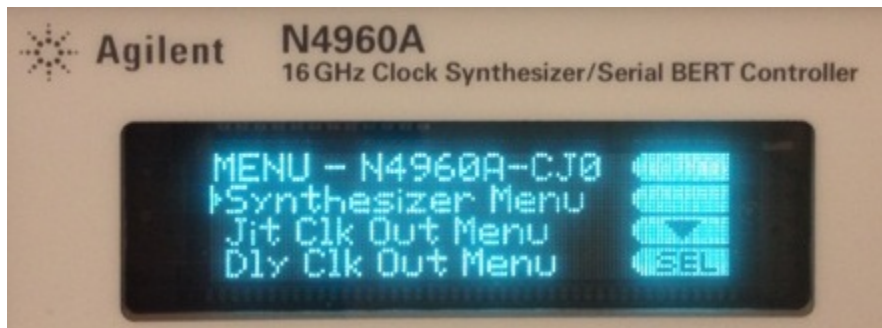 Agilent
N4960A
16 GHz Clock Synthesizer/Serial BERT Controller
MENU - N4960A-CJ0
Synthesizer Menu
Jit Clk Out Menu
Dly Clk Out Menu
SEL